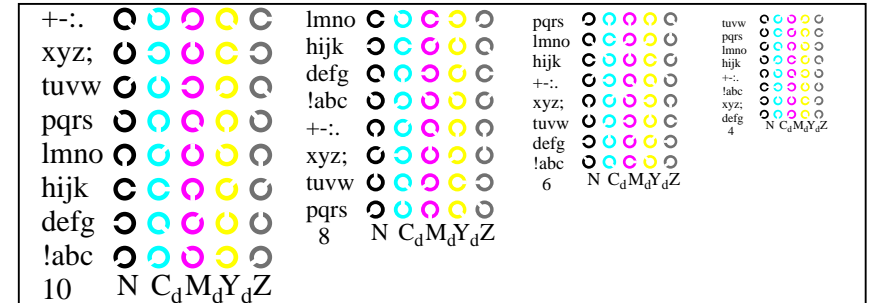 +-:.
xyz;
tuvw
pqrs
lmno
hijk
defg
!abc
10 N CdMdYdZ
lmno
hijk
defg
!abc
+-:.
xyz;
tuvw
pqrs
8 N CdMdYdZ
pqrs
lmno
hijk
+-:.
xyz;
tuvw
defg
!abc
6 N CdMdYdZ
tuvw
pqrs
lmno
hijk
+-:.
!abc
xyz;
defg
4 N CdMdYdZ